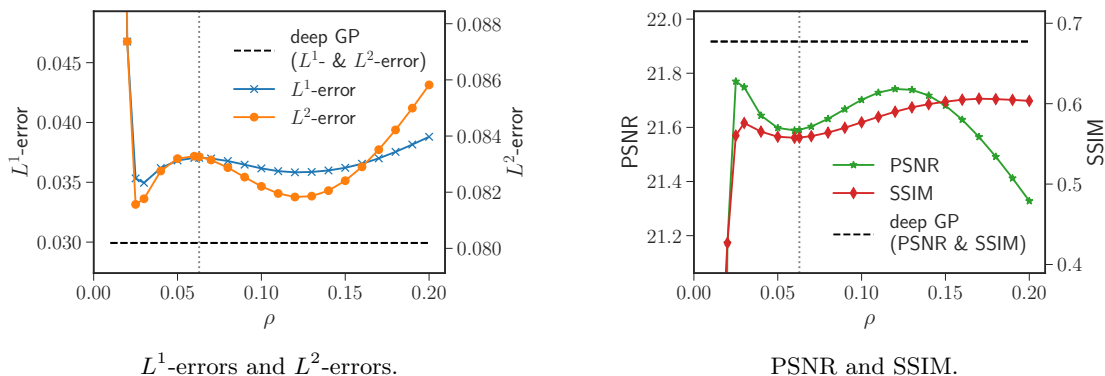 deep GP
(L¹- & L²-error)
L¹-error
L²-error
0.045
0.040
0.035
0.030
L¹-error
0.088
0.086
0.084
0.082
0.080
L²-error
0.00
0.05
0.10
0.15
0.20
ρ
L¹-errors and L²-errors.
22.0
21.8
21.6
21.4
21.2
PSNR
PSNR
SSIM
deep GP
(PSNR & SSIM)
0.7
0.6
0.5
0.4
SSIM
0.00
0.05
0.10
0.15
0.20
ρ
PSNR and SSIM.